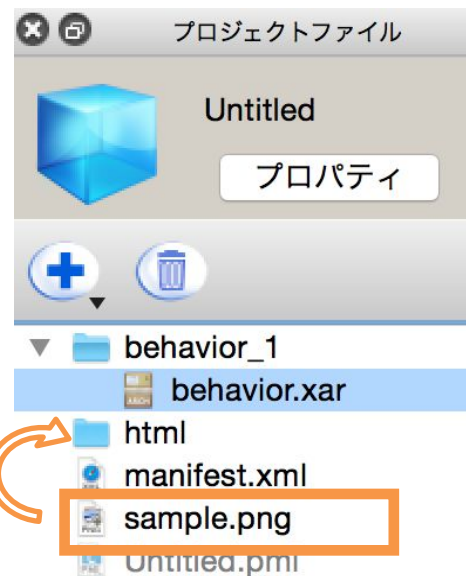 プロジェクトファイル
Untitled
プロパティ
behavior_1
behavior.xar
html
manifest.xml
sample.png
Untitled.pml